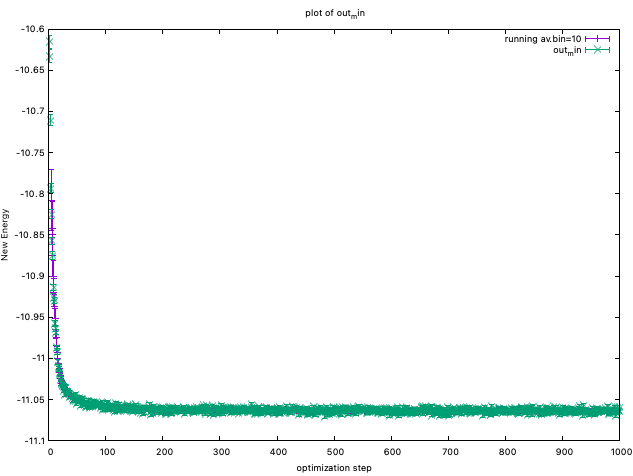 plot of outmin
running av.bin=10
outmin
-10.6
-10.65
-10.7
-10.75
-10.8
-10.85
-10.9
-10.95
-11
-11.05
-11.1
New Energy
0 100 200 300 400 500 600 700 800 900 1000
optimization step